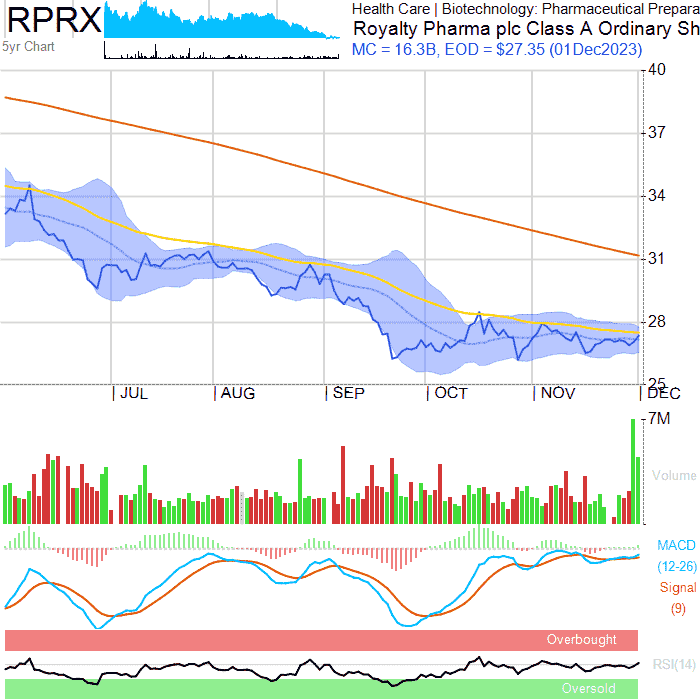 RPRX
5yr Chart
Health Care | Biotechnology: Pharmaceutical Prepara
Royalty Pharma plc Class A Ordinary Sh
MC = 16.3B, EOD = $27.35 (01Dec2023)
40
37
34
31
28
25
JUL AUG SEP OCT NOV DEC
7M
Volume
MACD
(12-26)
Signal
(9)
Overbought
RSI(14)
Oversold